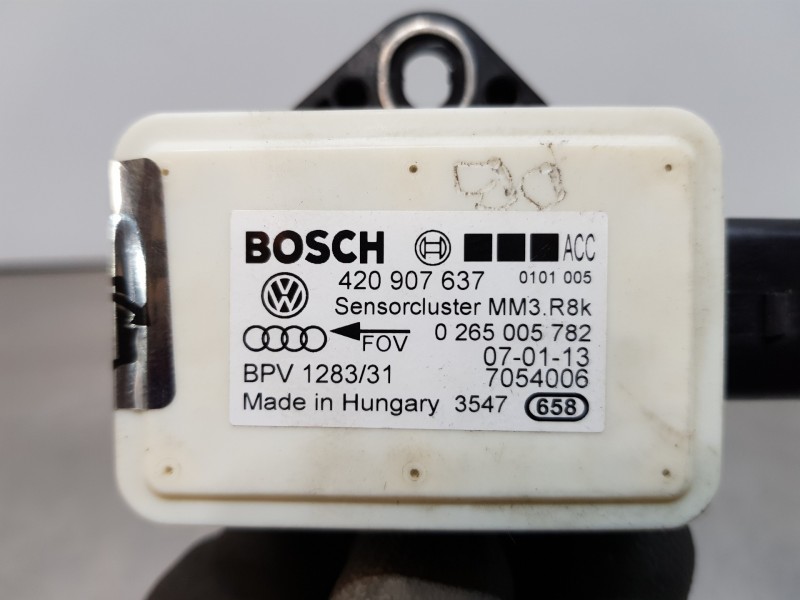 BOSCH ACC
420 907 637 0101 005
Sensorcluster MM3.R8k
FOV 0 265 005 782
07-01-13
BPV 1283/31 7054006
Made in Hungary 3547 658